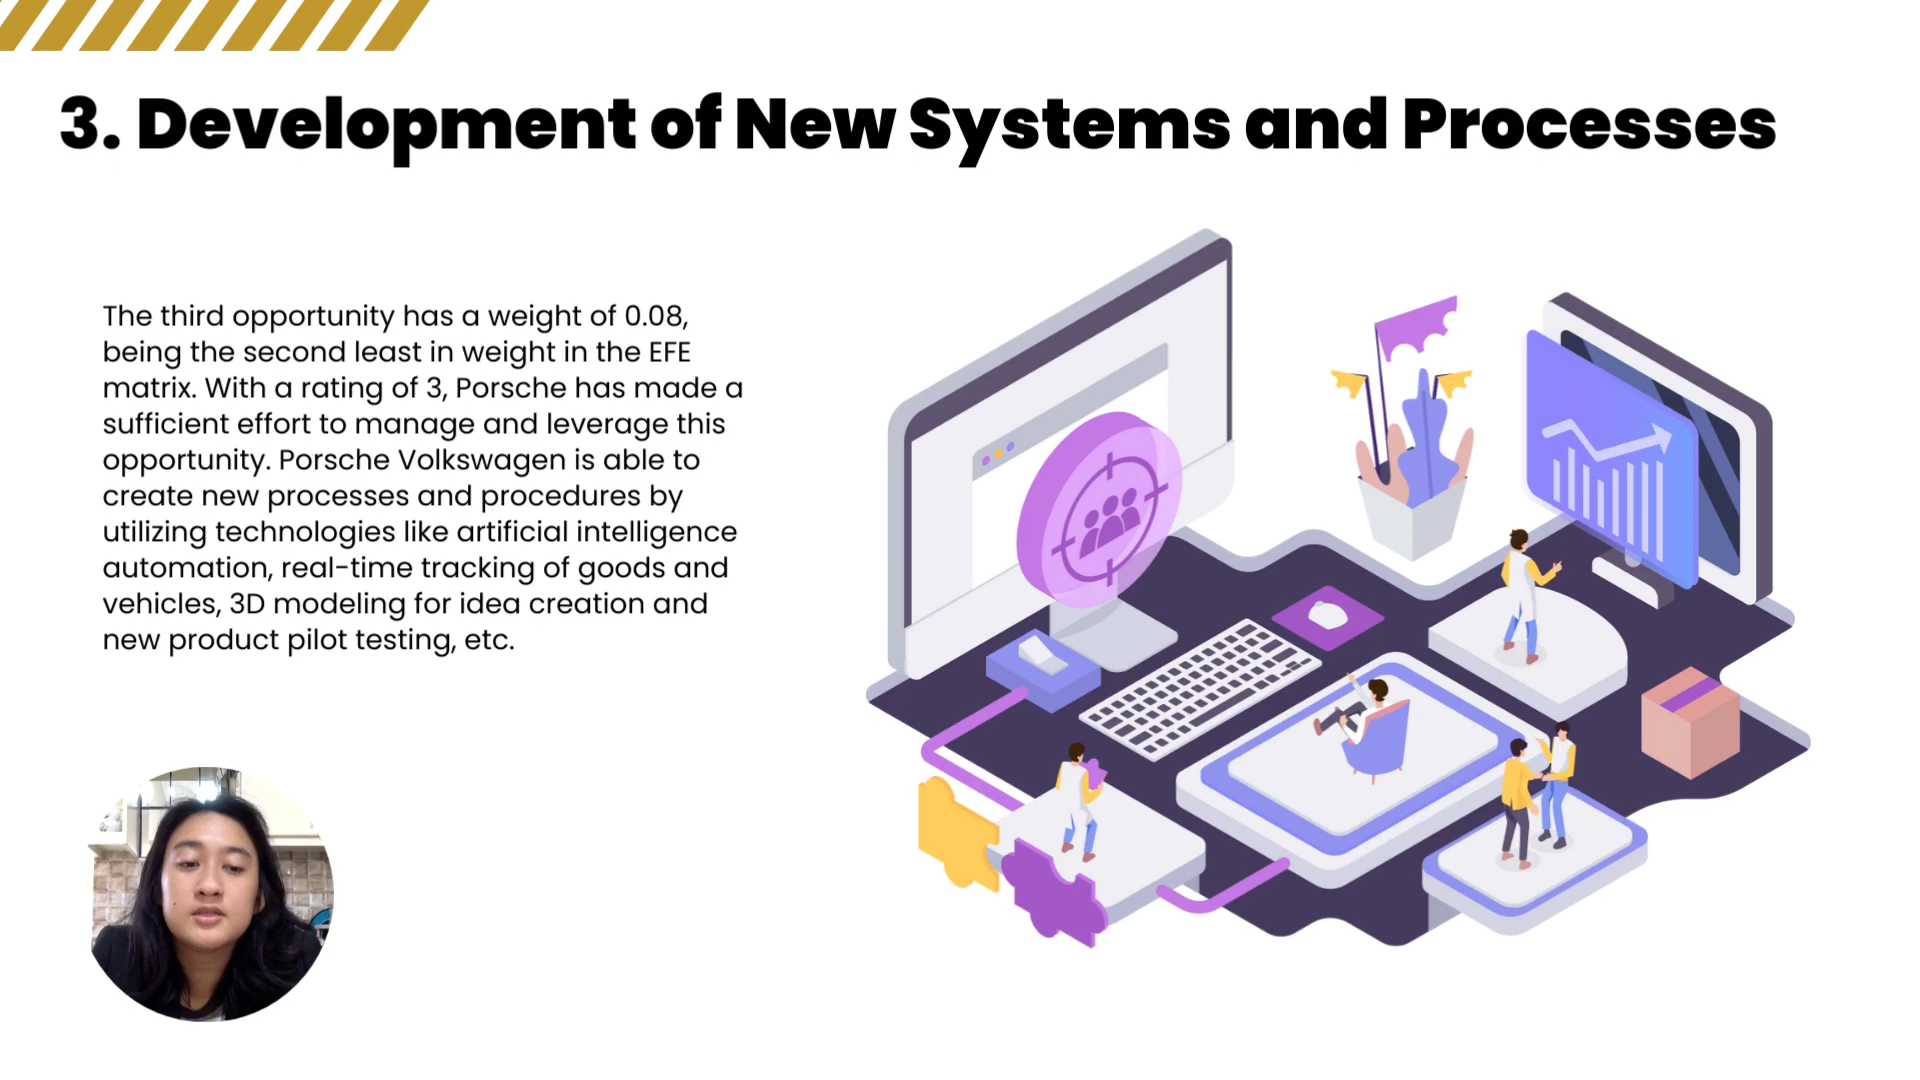 3. Development of New Systems and Processes
The third opportunity has a weight of 0.08,
being the second least in weight in the EFE
matrix. With a rating of 3, Porsche has made a
sufficient effort to manage and leverage this
opportunity. Porsche Volkswagen is able to
create new processes and procedures by
utilizing technologies like artificial intelligence
automation, real-time tracking of goods and
vehicles, 3D modeling for idea creation and
new product pilot testing, etc.